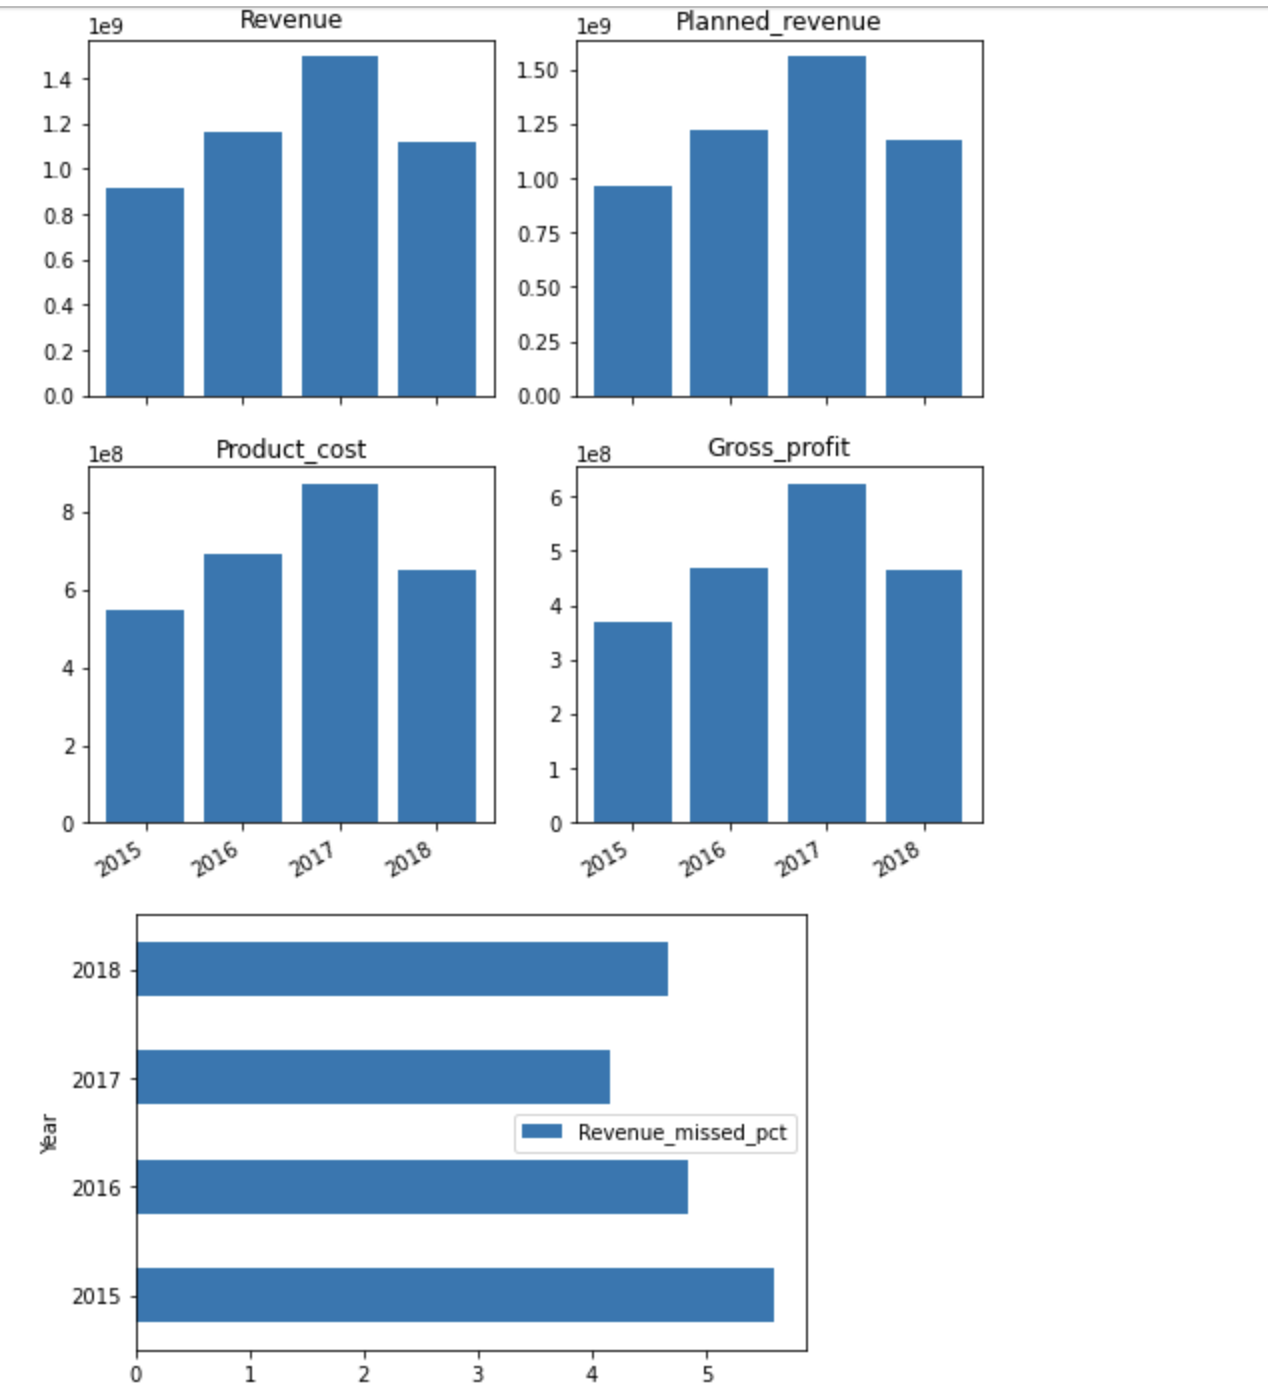 Revenue
1e9
1.4
1.2
1.0
0.8
0.6
0.4
0.2
0.0
Planned_revenue
1e9
1.50
1.25
1.00
0.75
0.50
0.25
0.00
Product_cost
1e8
8
6
4
2
0
2015 2016 2017 2018
Gross_profit
1e8
6
5
4
3
2
1
0
2015 2016 2017 2018
Year
2018
2017
Revenue_missed_pct
2016
2015
0 1 2 3 4 5